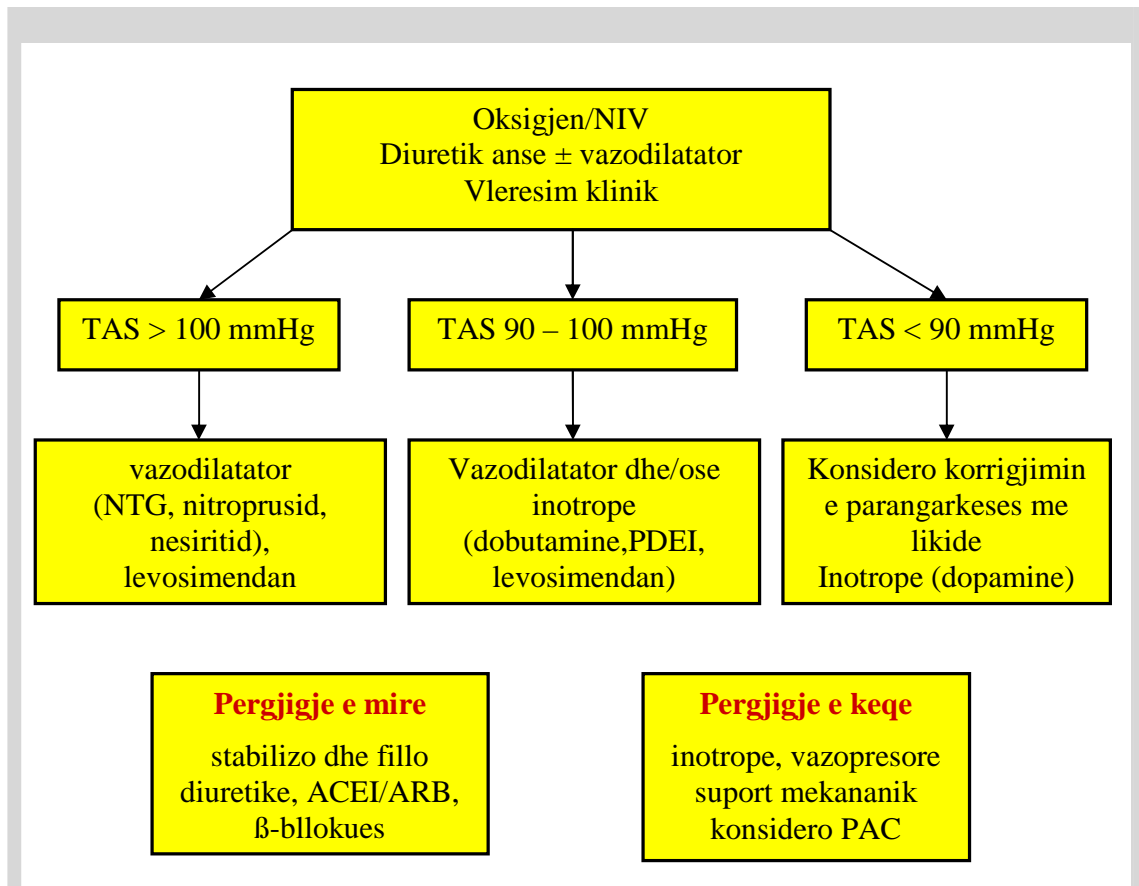 Oksigjen/NIV
Diuretik anse ± vazodilatator
Vleresim klinik
TAS > 100 mmHg
TAS 90 – 100 mmHg
TAS < 90 mmHg
vazodilatator
(NTG, nitroprusid,
nesiritid),
levosimendan
Vazodilatator dhe/ose
inotrope
(dobutamine,PDEI,
levosimendan)
Konsidero korrigjimin
e parangarkeses me
likide
Inotrope (dopamine)
Pergjigje e mire
stabilizo dhe fillo
diuretike, ACEI/ARB,
ß-bllokues
Pergjigje e keqe
inotrope, vazopresore
suport mekananik
konsidero PAC